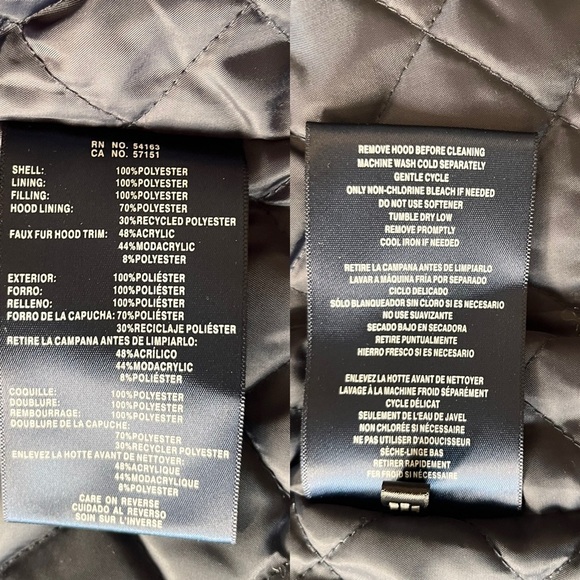 RN NO. 54163
CA NO. 57151
SHELL: 100%POLYESTER
LINING: 100%POLYESTER
FILLING: 100%POLYESTER
HOOD LINING: 70%POLYESTER
30%RECYCLED POLYESTER
FAUX FUR HOOD TRIM: 48%ACRYLIC
44%MODACRYLIC
8%POLYESTER
EXTERIOR: 100%POLIÉSTER
FORRO: 100%POLIÉSTER
RELLENO: 100%POLIÉSTER
FORRO DE LA CAPUCHA: 70%POLIÉSTER
30%RECICLAJE POLIÉSTER
RETIRE LA CAMPANA ANTES DE LIMPIARLO:
48%ACRÍLICO
44%MODACRYLIC
8%POLIÉSTER
COQUILLE: 100%POLYESTER
DOUBLURE: 100%POLYESTER
REMBOURRAGE: 100%POLYESTER
DOUBLURE DE LA CAPUCHE:
70%POLYESTER
30%RECYCLER POLYESTER
ENLEVEZ LA HOTTE AVANT DE NETTOYER:
48%ACRYLIQUE
44%MODACRYLIQUE
8%POLYESTER
CARE ON REVERSE
CUIDADO AL REVERSO
SOIN SUR L'INVERSE
REMOVE HOOD BEFORE CLEANING
MACHINE WASH COLD SEPARATELY
GENTLE CYCLE
ONLY NON-CHLORINE BLEACH IF NEEDED
DO NOT USE SOFTENER
TUMBLE DRY LOW
REMOVE PROMPTLY
COOL IRON IF NEEDED
RETIRE LA CAMPANA ANTES DE LIMPIARLO
LAVAR A MÁQUINA FRÍA POR SEPARADO
CICLO DELICADO
SÓLO BLANQUEADOR SIN CLORO SI ES NECESARIO
NO USE SUAVIZANTE
SECADO BAJO EN SECADORA
RETIRE PUNTUALMENTE
HIERRO FRESCO SI ES NECESARIO
ENLEVEZ LA HOTTE AVANT DE NETTOYER
LAVAGE À LA MACHINE FROID SÉPARÉMENT
CYCLE DÉLICAT
SEULEMENT DE L'EAU DE JAVEL
NON CHLORÉE SI NÉCESSAIRE
NE PAS UTILISER D'ADOUCISSEUR
SÈCHE-LINGE BAS
RETIRER RAPIDEMENT
FER FROID SI NÉCESSAIRE